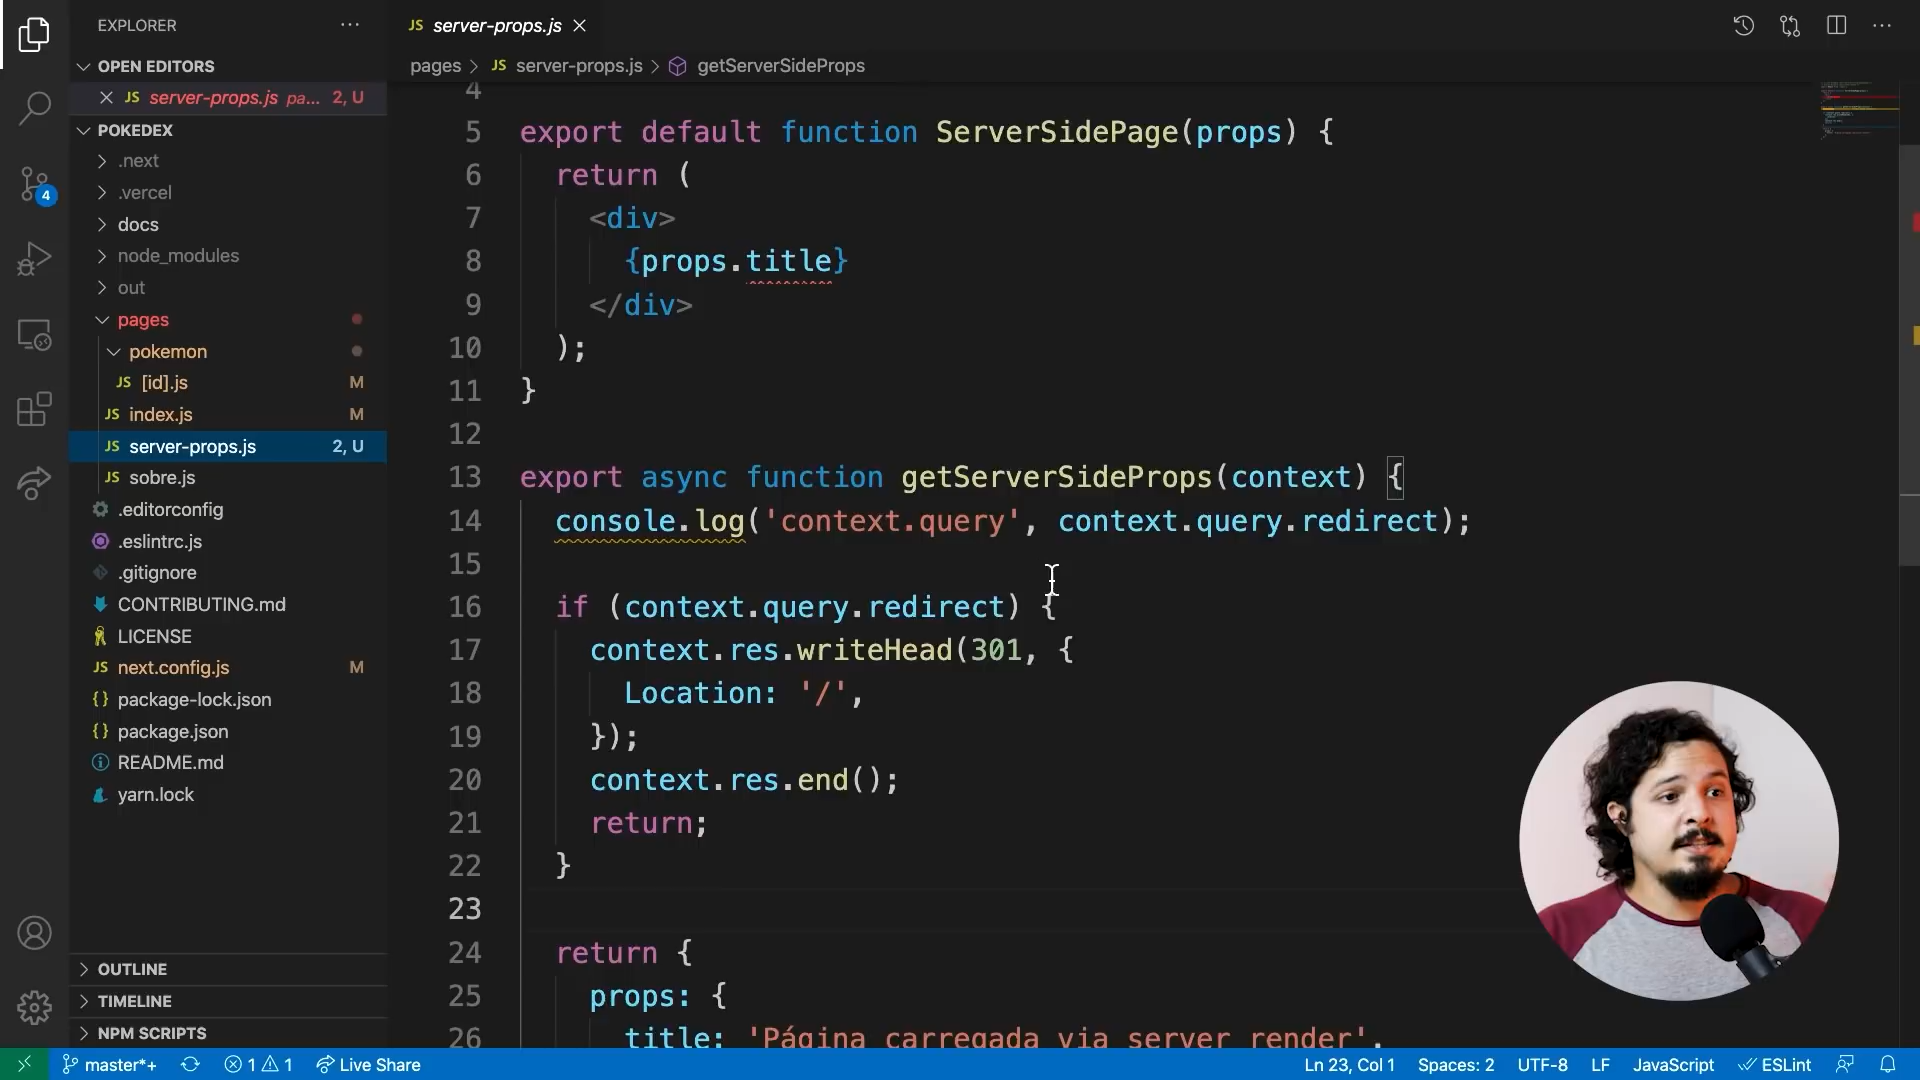 EXPLORER
OPEN EDITORS
JS server-props.js pa... 2, U
POKEDEX
.next
.vercel
docs
node_modules
out
pages
pokemon
JS [id].js M
JS index.js M
JS server-props.js 2, U
JS sobre.js
.editorconfig
.eslintrc.js
.gitignore
CONTRIBUTING.md
LICENSE
JS next.config.js M
{} package-lock.json
{} package.json
README.md
yarn.lock
OUTLINE
TIMELINE
NPM SCRIPTS
4
JS server-props.js
pages > JS server-props.js > getServerSideProps
4
5 export default function ServerSidePage(props) {
6 return (
7 <div>
8 {props.title}
9 </div>
10 );
11 }
12
13 export async function getServerSideProps(context) {
14 console.log('context.query', context.query.redirect);
15
16 if (context.query.redirect) {
17 context.res.writeHead(301, {
18 Location: '/',
19 });
20 context.res.end();
21 return;
22 }
23
24 return {
25 props: {
26 title: 'Página carregada via server render',
master*+ 1 1 Live Share Ln 23, Col 1 Spaces: 2 UTF-8 LF JavaScript ESLint